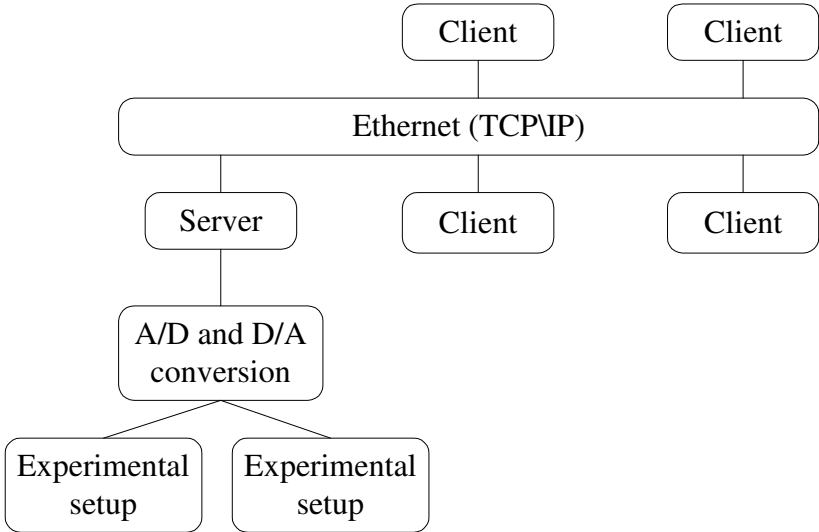 Client
Client
Ethernet (TCP\IP)
Server
Client
Client
A/D and D/A
conversion
Experimental
setup
Experimental
setup